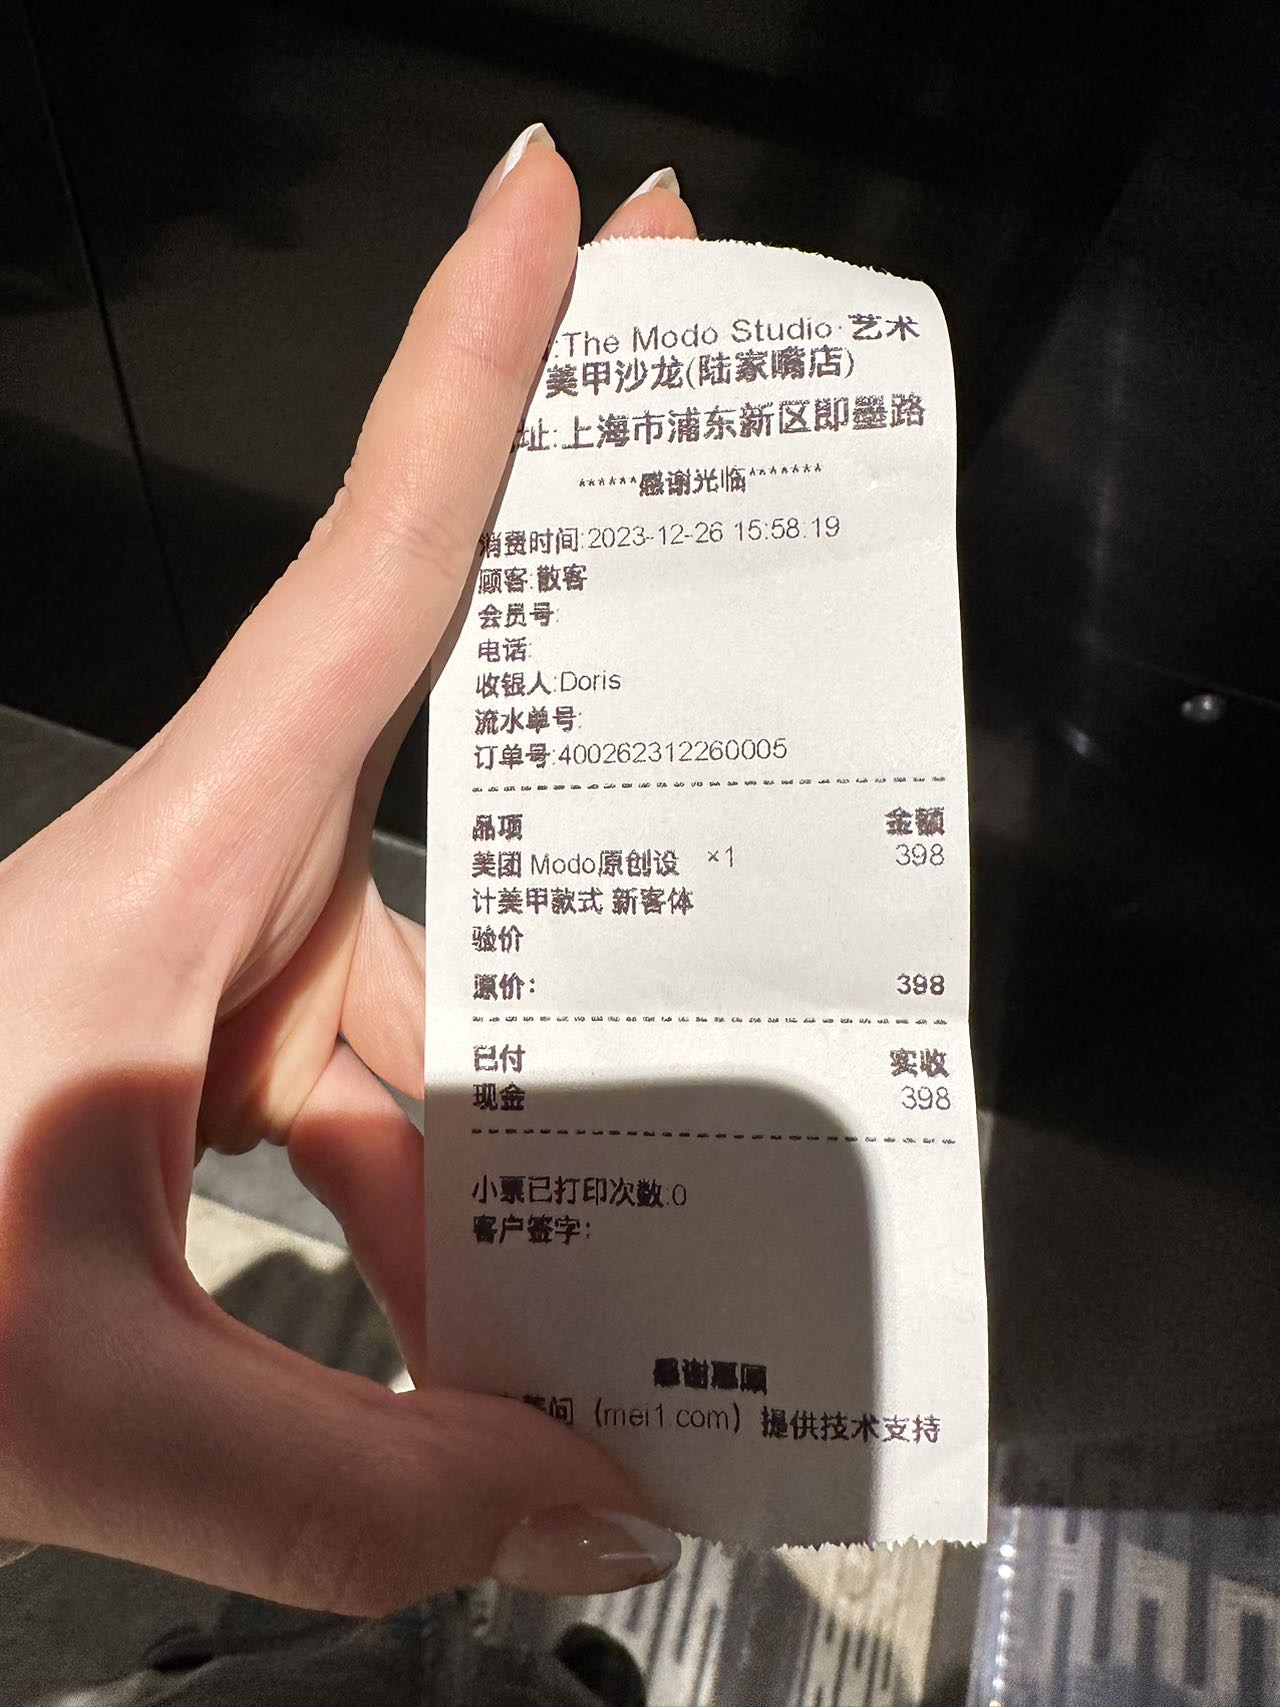 :The Modo Studio·艺术
美甲沙龙(陆家嘴店)
址:上海市浦东新区即墨路
******感谢光临*******
消费时间:2023-12-26 15:58:19
顾客:散客
会员号:
电话:
收银人:Doris
流水单号:
订单号:400262312260005
品项 金额
美团 Modo原创设 ×1 398
计美甲款式 新客体
验价
原价: 398
已付 实收
现金 398
小票已打印次数:0
客户签字:
感谢惠顾
美问 (mei1.com) 提供技术支持